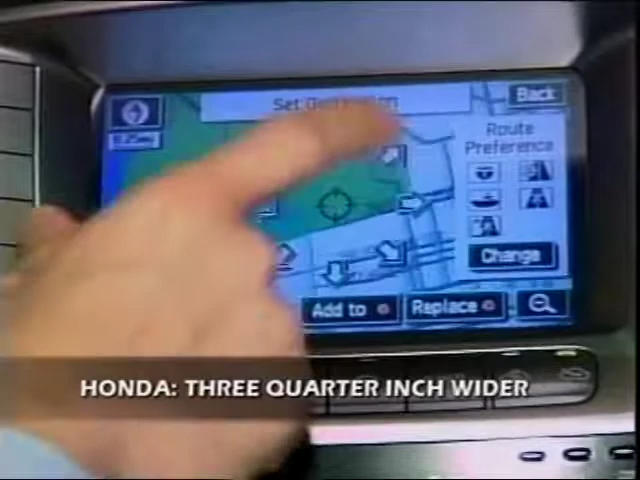 Set Destination
Back
Route
Preference
Change
Add to
Replace
HONDA: THREE QUARTER INCH WIDER